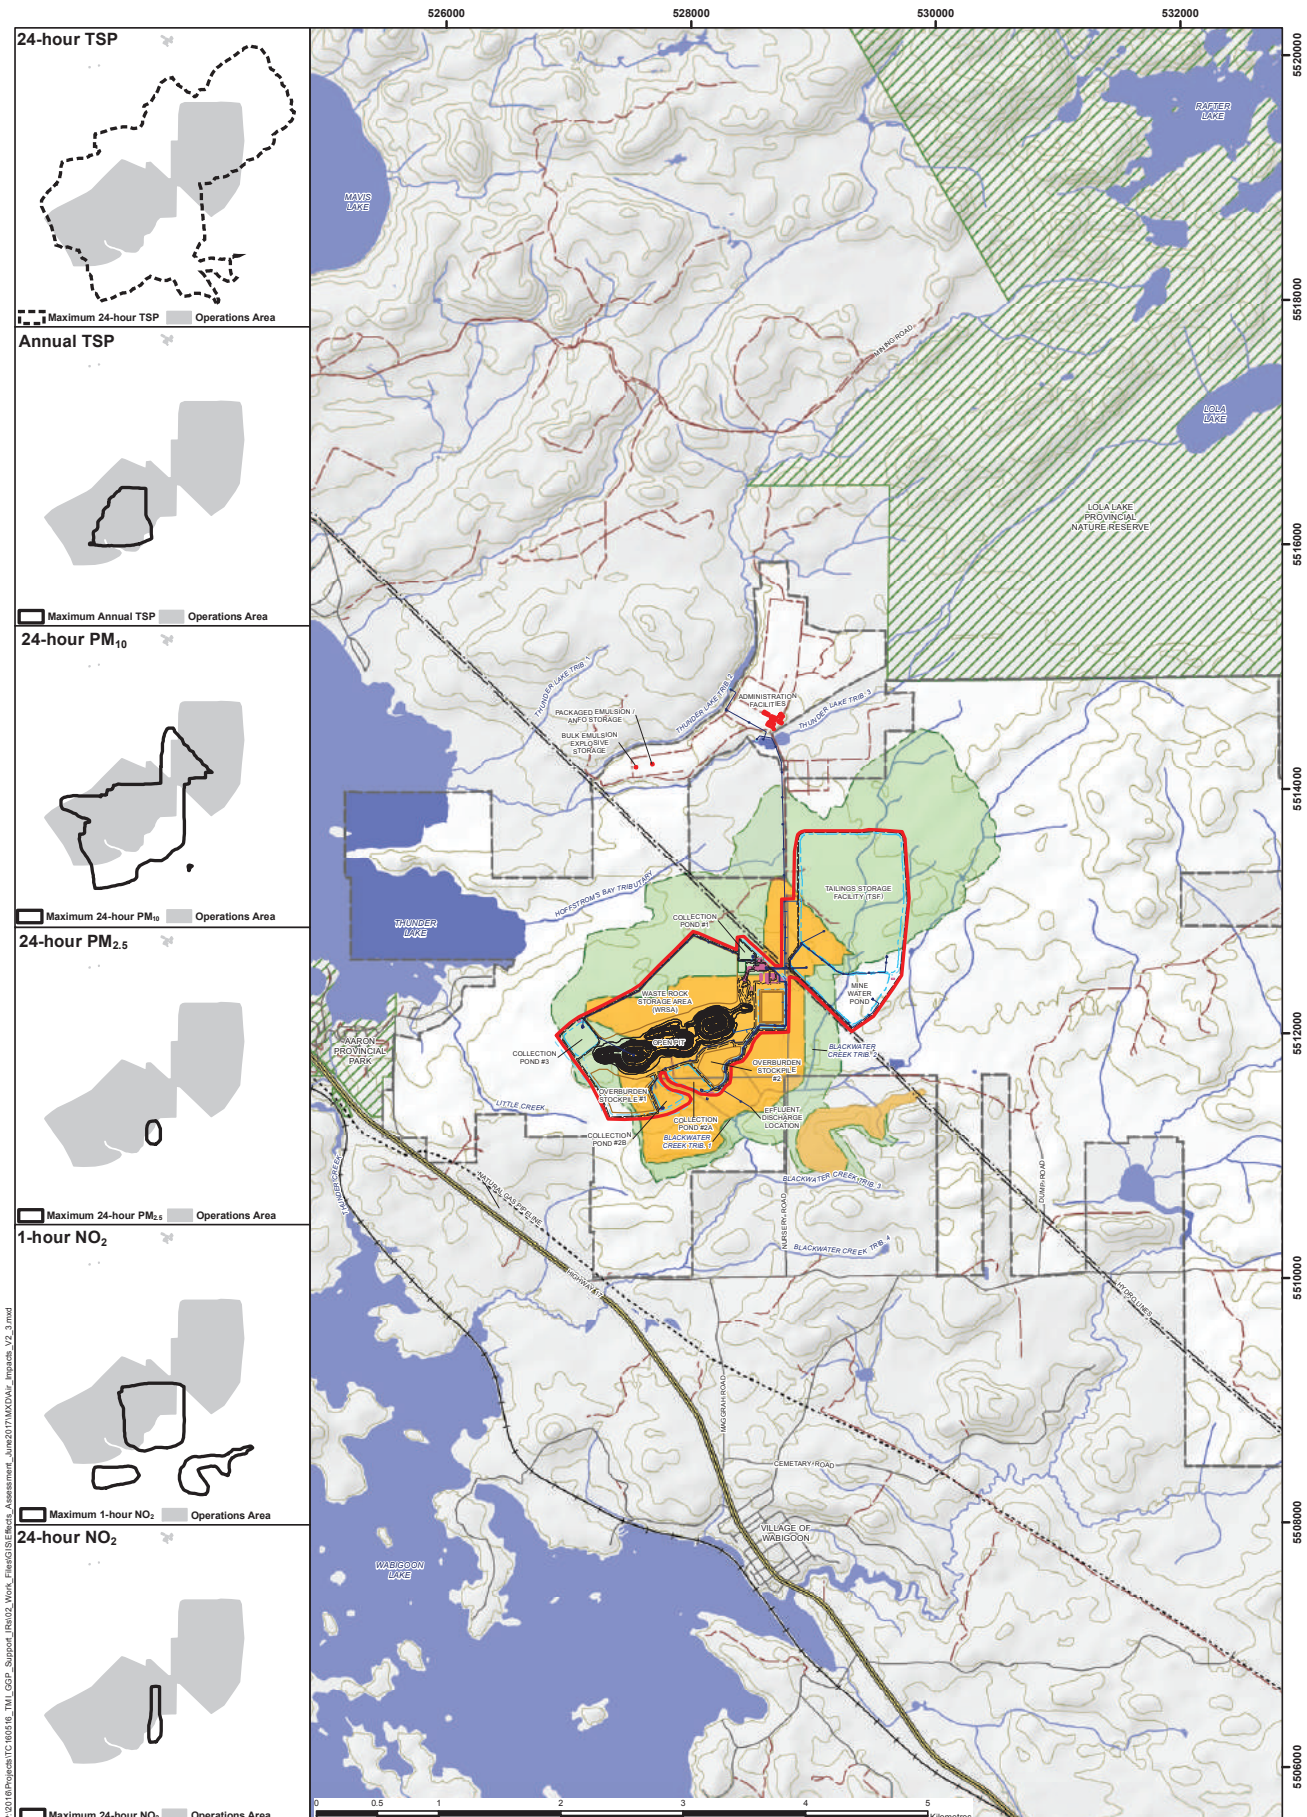 526000
528000
530000
532000
24-hour TSP
Maximum 24-hour TSP
Operations Area
Annual TSP
Maximum Annual TSP
Operations Area
24-hour PM10
Maximum 24-hour PM10
Operations Area
24-hour PM2.5
Maximum 24-hour PM2.5
Operations Area
1-hour NO2
Maximum 1-hour NO2
Operations Area
24-hour NO2
Maximum 24-hour NO2
Operations Area
5520000
5518000
5516000
5514000
5512000
5510000
5508000
5506000
RAFTER
LAKE
MAVIS
LAKE
MINING ROAD
LOLA
LAKE
LOLA LAKE
PROVINCIAL
NATURE RESERVE
THUNDER LAKE TRIB. 1
THUNDER LAKE TRIB. 2
ADMINISTRATION
FACILITIES
THUNDER LAKE TRIB. 3
PACKAGED EMULSION /
ANFO STORAGE
BULK EMULSION
EXPLOSIVE
STORAGE
HOFFSTROM'S BAY TRIBUTARY
TAILINGS STORAGE
FACILITY (TSF)
COLLECTION
POND #1
THUNDER
LAKE
WASTE ROCK
STORAGE AREA
(WRSA)
MINE
WATER
POND
OPEN PIT
AARON
PROVINCIAL
PARK
COLLECTION
POND #3
BLACKWATER
CREEK TRIB. 2
OVERBURDEN
STOCKPILE
#2
OVERBURDEN
STOCKPILE #1
LITTLE CREEK
EFFLUENT
DISCHARGE
LOCATION
COLLECTION
POND #2A
COLLECTION
POND #2B
BLACKWATER
CREEK TRIB. 1
THUNDER CREEK
NATURAL GAS PIPELINE
BLACKWATER CREEK TRIB. 3
NURSERY ROAD
DUMP ROAD
BLACKWATER CREEK TRIB. 4
HIGHWAY 17
HYDRO LINES
MAGGRAH ROAD
CEMETARY ROAD
VILLAGE OF
WABIGOON
WABIGOON
LAKE
0 0.5 1 2 3 4 5
Kilometres